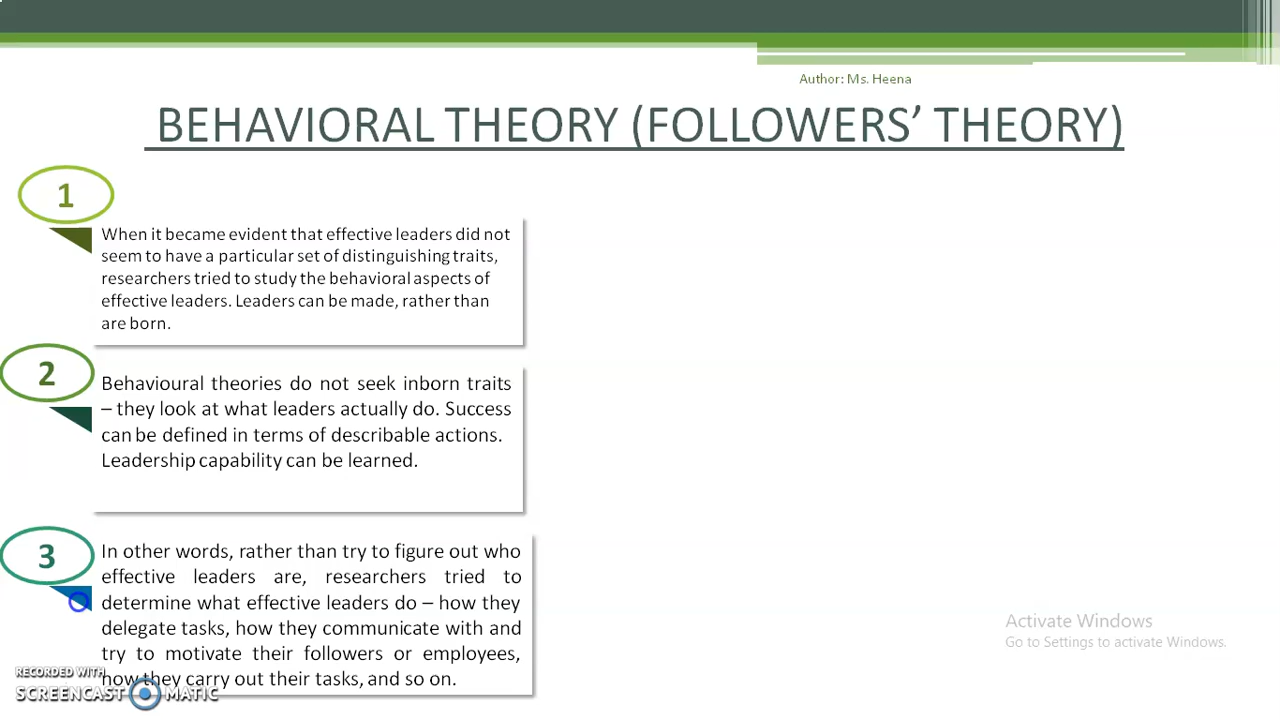 Author: Ms. Heena
BEHAVIORAL THEORY (FOLLOWERS’ THEORY)
1
When it became evident that effective leaders did not
seem to have a particular set of distinguishing traits,
researchers tried to study the behavioral aspects of
effective leaders. Leaders can be made, rather than
are born.
2
Behavioural theories do not seek inborn traits
– they look at what leaders actually do. Success
can be defined in terms of describable actions.
Leadership capability can be learned.
3
In other words, rather than try to figure out who
effective leaders are, researchers tried to
determine what effective leaders do – how they
delegate tasks, how they communicate with and
try to motivate their followers or employees,
how they carry out their tasks, and so on.
Activate Windows
Go to Settings to activate Windows.
RECORDED WITH
SCREENCAST MATIC